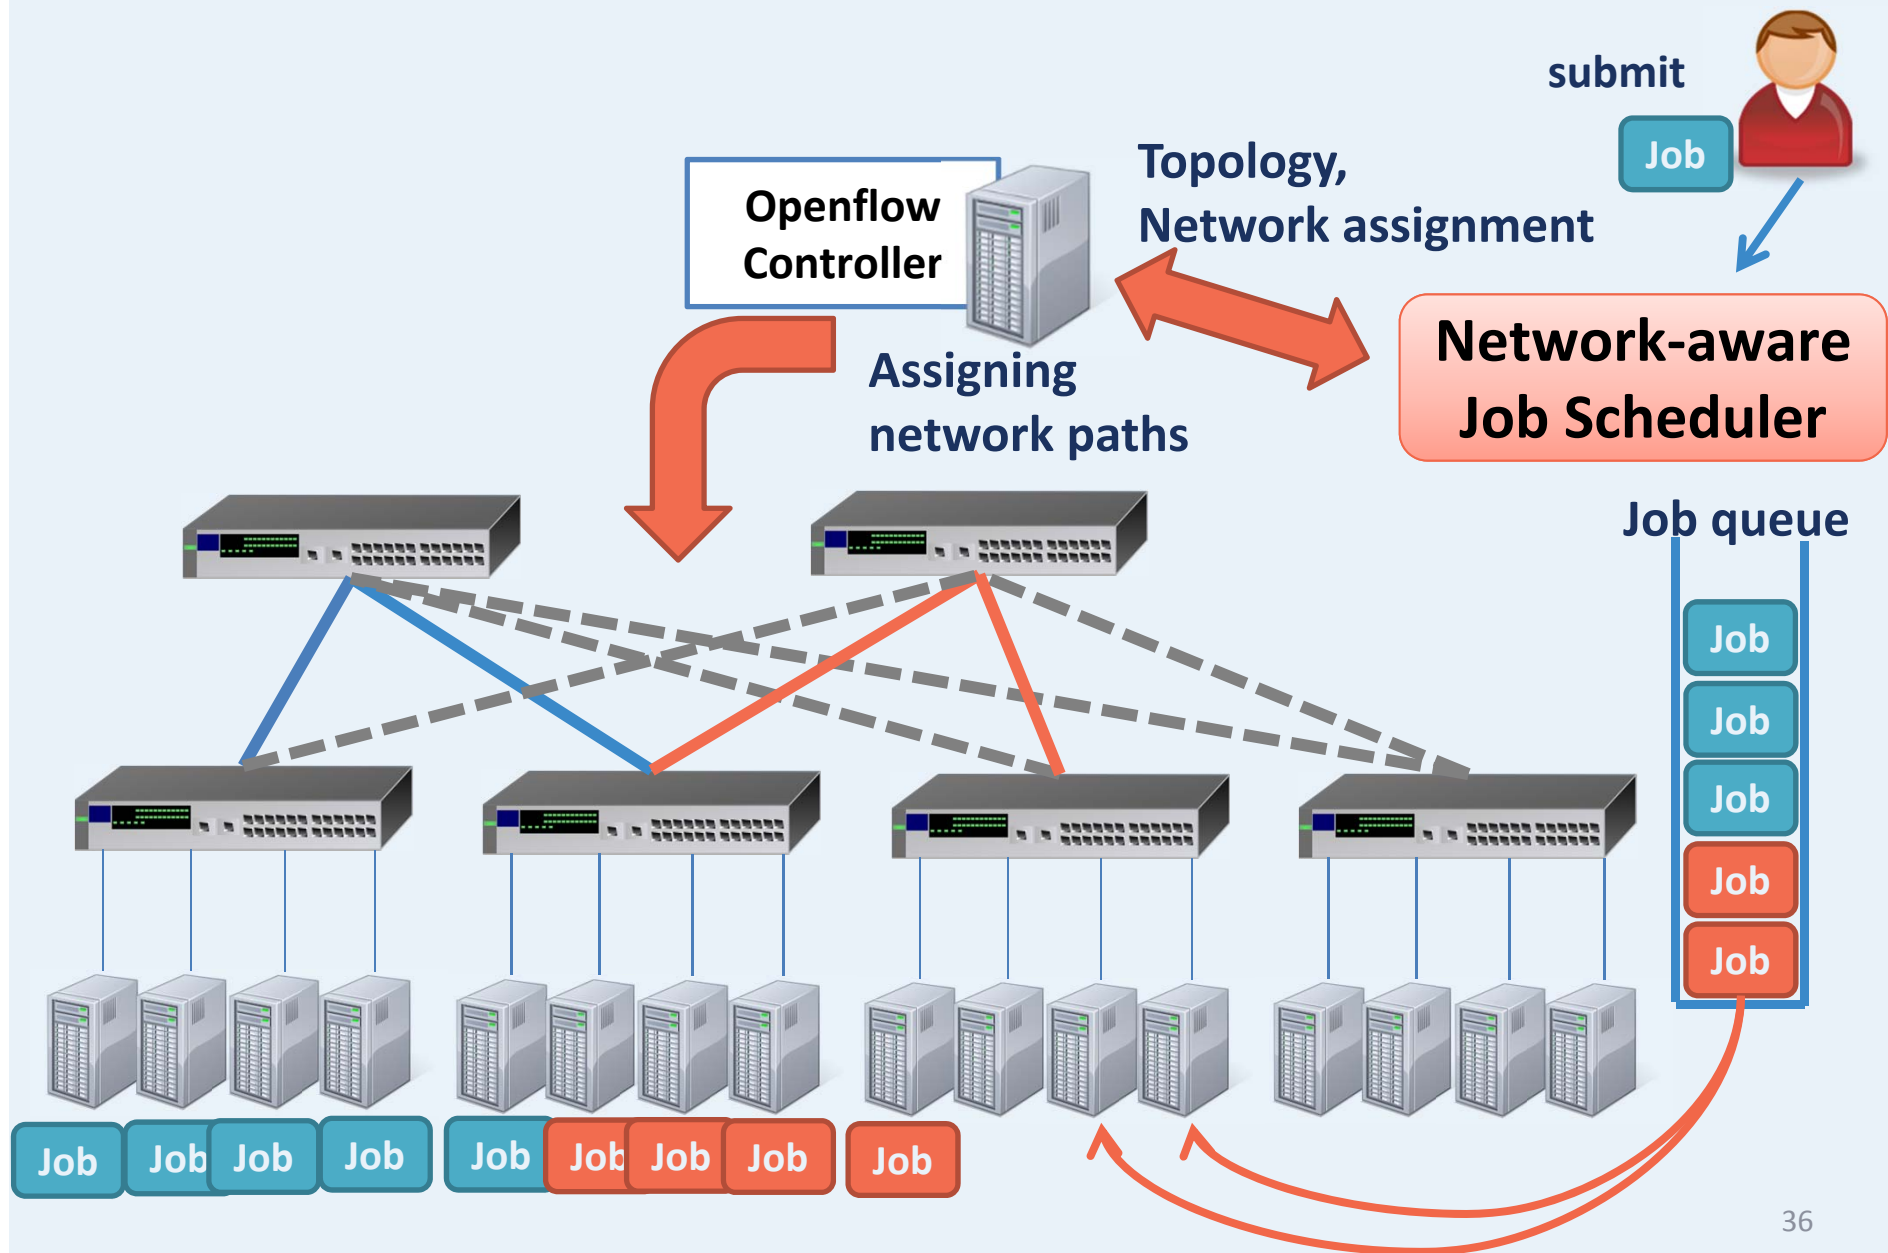 submit
Job
Topology,
Network assignment
Openflow
Controller
Network-aware
Job Scheduler
Assigning
network paths
Job queue
Job
Job
Job
Job
Job
Job
Job
Job
Job
Job
Job
Job
Job
Job
36